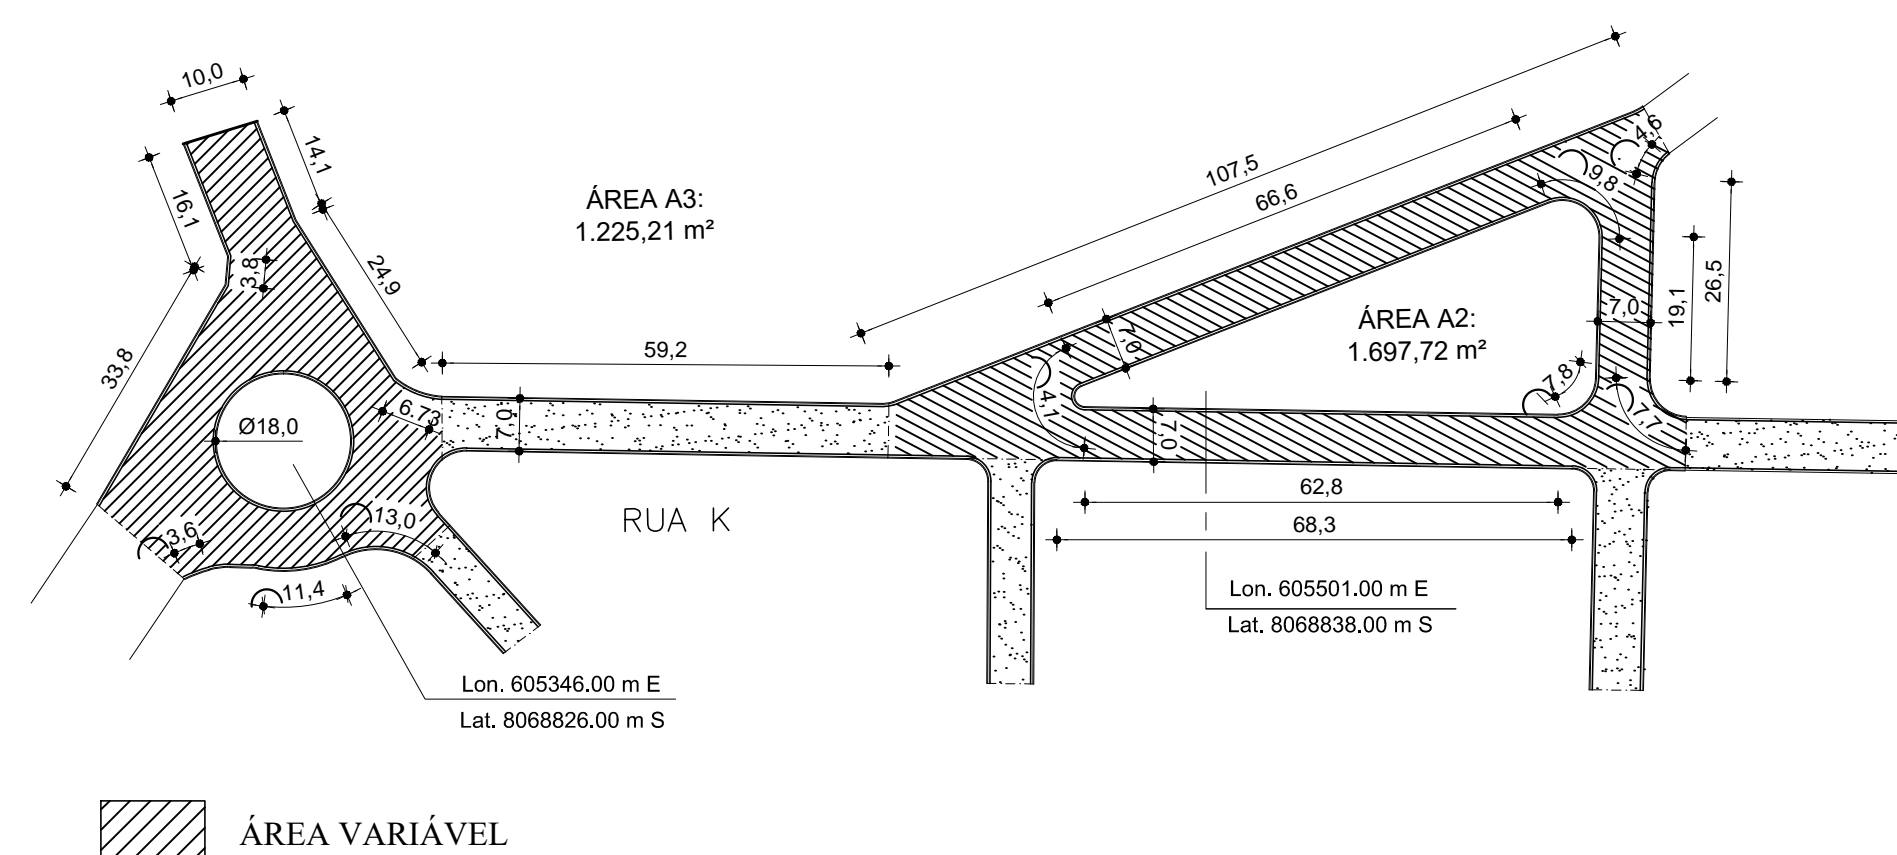 10,0
14,1
16,1
24,9
3,8
33,8
ÁREA A3:
1.225,21 m²
59,2
6.73
7,0
Ø18,0
13,0
3,6
11,4
RUA K
Lon. 605346.00 m E
Lat. 8068826.00 m S
107,5
66,6
4,6
9,8
7,0
4,1
ÁREA A2:
1.697,72 m²
7,0
19,1
26,5
7,8
7,7
7,0
62,8
68,3
Lon. 605501.00 m E
Lat. 8068838.00 m S
ÁREA VARIÁVEL